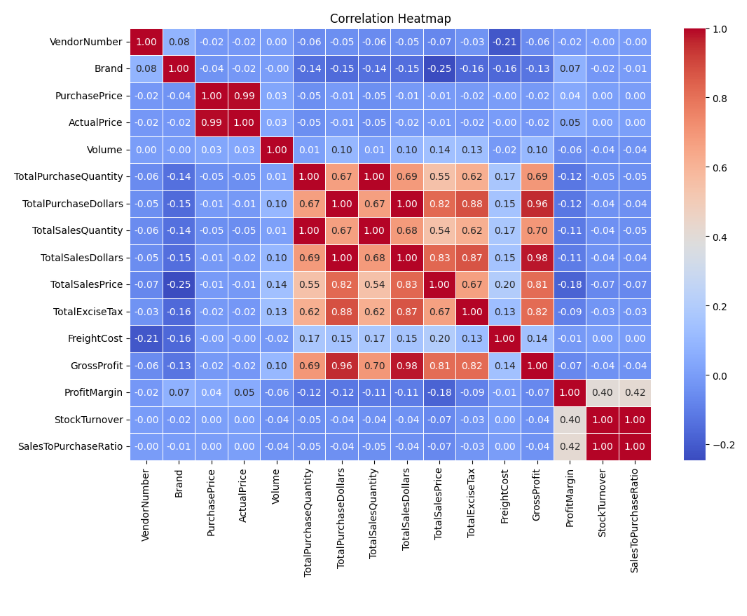 Correlation Heatmap
VendorNumber 1.00 0.08 -0.02 -0.02 0.00 -0.06 -0.05 -0.06 -0.05 -0.07 -0.03 -0.21 -0.06 -0.02 -0.00 -0.00
Brand 0.08 1.00 -0.04 -0.02 -0.00 -0.14 -0.15 -0.14 -0.15 -0.25 -0.16 -0.16 -0.13 0.07 -0.02 -0.01
PurchasePrice -0.02 -0.04 1.00 0.99 0.03 -0.05 -0.01 -0.05 -0.01 -0.01 -0.02 -0.00 -0.02 0.04 0.00 0.00
ActualPrice -0.02 -0.02 0.99 1.00 0.03 -0.05 -0.01 -0.05 -0.02 -0.01 -0.02 -0.00 -0.02 0.05 0.00 0.00
Volume 0.00 -0.00 0.03 0.03 1.00 0.01 0.10 0.01 0.10 0.14 0.13 -0.02 0.10 -0.06 -0.04 -0.04
TotalPurchaseQuantity -0.06 -0.14 -0.05 -0.05 0.01 1.00 0.67 1.00 0.69 0.55 0.62 0.17 0.69 -0.12 -0.05 -0.05
TotalPurchaseDollars -0.05 -0.15 -0.01 -0.01 0.10 0.67 1.00 0.67 1.00 0.82 0.88 0.15 0.96 -0.12 -0.04 -0.04
TotalSalesQuantity -0.06 -0.14 -0.05 -0.05 0.01 1.00 0.67 1.00 0.68 0.54 0.62 0.17 0.70 -0.11 -0.04 -0.05
TotalSalesDollars -0.05 -0.15 -0.01 -0.02 0.10 0.69 1.00 0.68 1.00 0.83 0.87 0.15 0.98 -0.11 -0.04 -0.04
TotalSalesPrice -0.07 -0.25 -0.01 -0.01 0.14 0.55 0.82 0.54 0.83 1.00 0.67 0.20 0.81 -0.18 -0.07 -0.07
TotalExciseTax -0.03 -0.16 -0.02 -0.02 0.13 0.62 0.88 0.62 0.87 0.67 1.00 0.13 0.82 -0.09 -0.03 -0.03
FreightCost -0.21 -0.16 -0.00 -0.00 -0.02 0.17 0.15 0.17 0.15 0.20 0.13 1.00 0.14 -0.01 0.00 0.00
GrossProfit -0.06 -0.13 -0.02 -0.02 0.10 0.69 0.96 0.70 0.98 0.81 0.82 0.14 1.00 -0.07 -0.04 -0.04
ProfitMargin -0.02 0.07 0.04 0.05 -0.06 -0.12 -0.12 -0.11 -0.11 -0.18 -0.09 -0.01 -0.07 1.00 0.40 0.42
StockTurnover -0.00 -0.02 0.00 0.00 -0.04 -0.05 -0.04 -0.04 -0.04 -0.07 -0.03 0.00 -0.04 0.40 1.00 1.00
SalesToPurchaseRatio -0.00 -0.01 0.00 0.00 -0.04 -0.05 -0.04 -0.05 -0.04 -0.07 -0.03 0.00 -0.04 0.42 1.00 1.00
VendorNumber
Brand
PurchasePrice
ActualPrice
Volume
TotalPurchaseQuantity
TotalPurchaseDollars
TotalSalesQuantity
TotalSalesDollars
TotalSalesPrice
TotalExciseTax
FreightCost
GrossProfit
ProfitMargin
StockTurnover
SalesToPurchaseRatio
1.0
0.8
0.6
0.4
0.2
0.0
−0.2